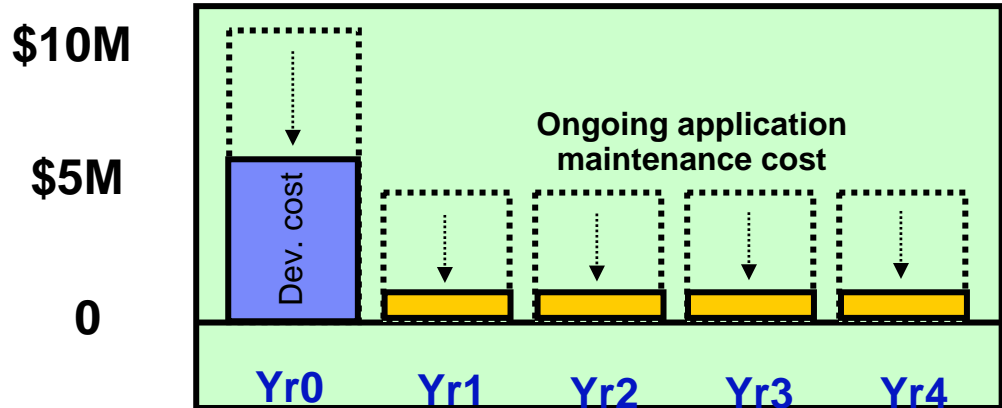 $10M
Ongoing application
maintenance cost
$5M
Dev. cost
0
Yr0
Yr1
Yr2
Yr3
Yr4